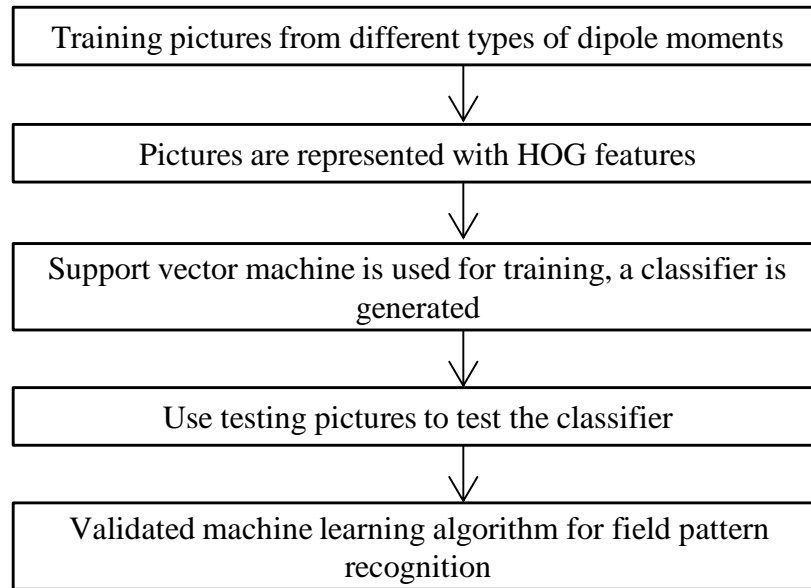 Training pictures from different types of dipole moments
Pictures are represented with HOG features
Support vector machine is used for training, a classifier is
generated
Use testing pictures to test the classifier
Validated machine learning algorithm for field pattern
recognition